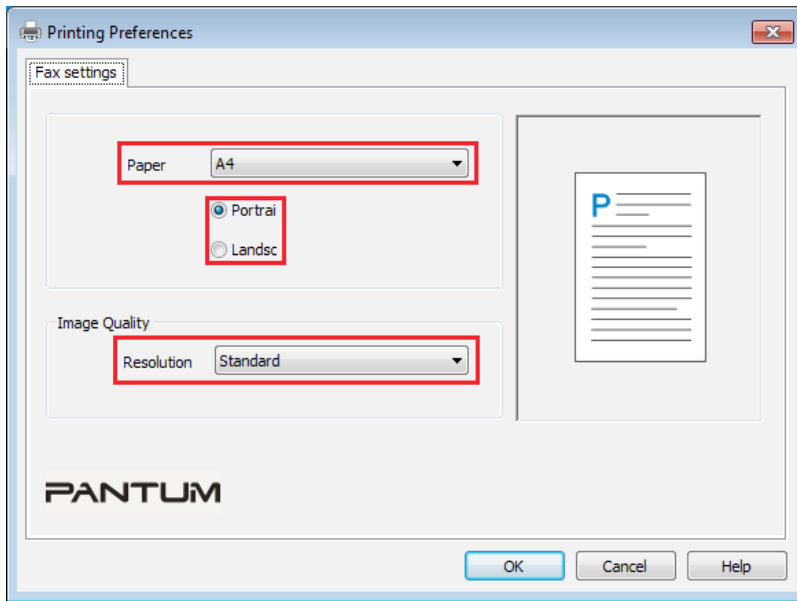 Printing Preferences
Fax settings
Paper A4
Portrai
Landsc
P
Image Quality
Resolution Standard
PANTUM
OK Cancel Help